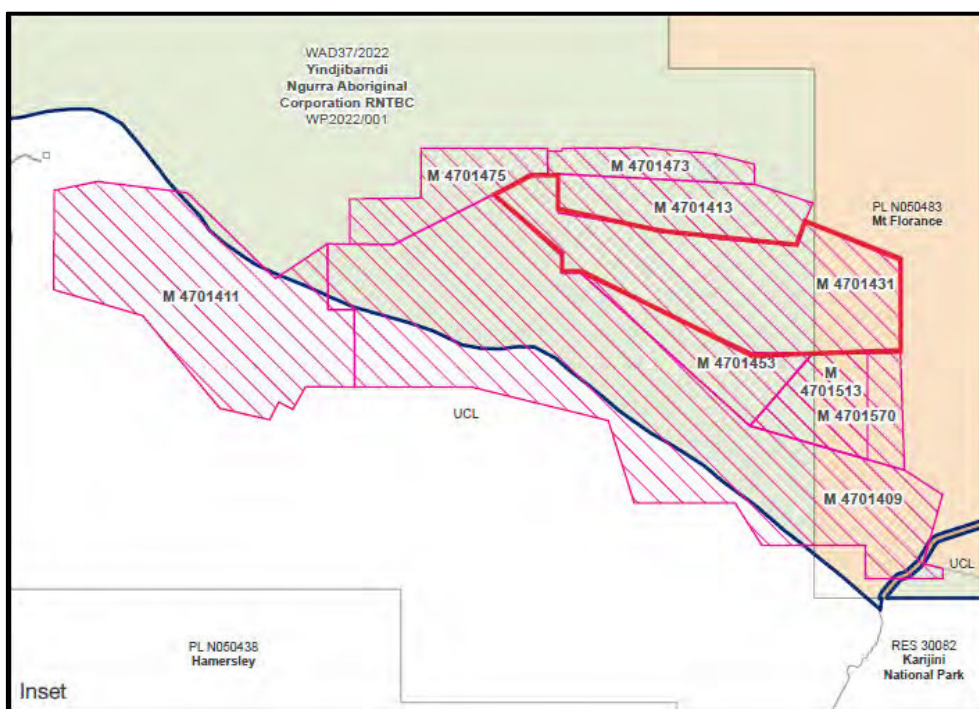 WAD37/2022
Yindjibarndi
Ngurra Aboriginal
Corporation RNTBC
WP2022/001
M 4701473
M 4701475
M 4701413
PL N050483
Mt Florance
M 4701431
M 4701411
M 4701453
M
4701513
M 4701570
UCL
M 4701409
UCL
PL N050438
Hamersley
RES 30082
Karijini
National Park
Inset